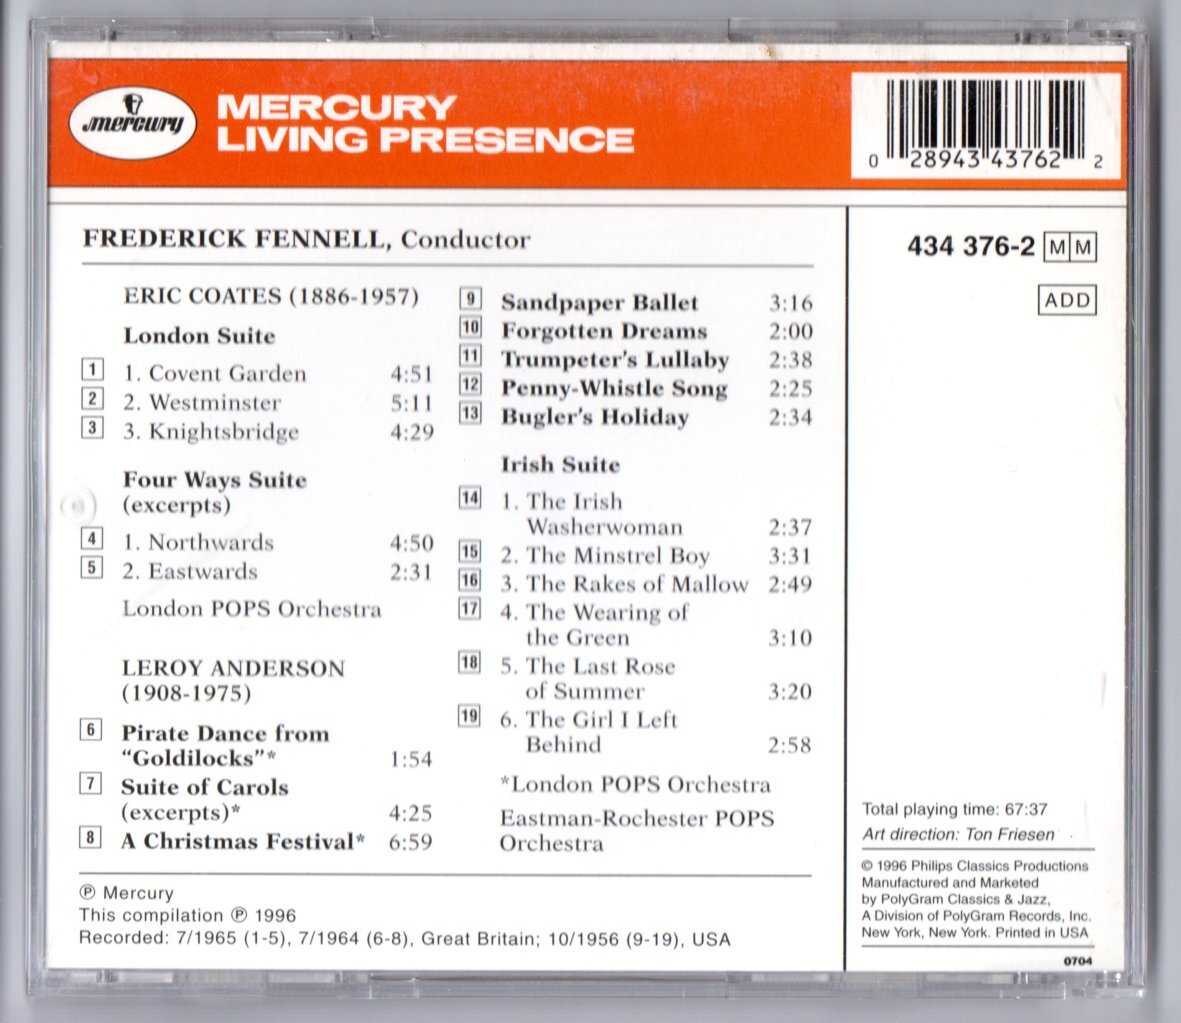 mercury
MERCURY
LIVING PRESENCE
0 28943 43762 2
FREDERICK FENNELL, Conductor
ERIC COATES (1886-1957)
London Suite
1 1. Covent Garden 4:51
2 2. Westminster 5:11
3 3. Knightsbridge 4:29
Four Ways Suite
(excerpts)
4 1. Northwards 4:50
5 2. Eastwards 2:31
London POPS Orchestra
LEROY ANDERSON
(1908-1975)
6 Pirate Dance from
"Goldilocks"* 1:54
7 Suite of Carols
(excerpts)* 4:25
8 A Christmas Festival* 6:59
9 Sandpaper Ballet 3:16
10 Forgotten Dreams 2:00
11 Trumpeter's Lullaby 2:38
12 Penny-Whistle Song 2:25
13 Bugler's Holiday 2:34
Irish Suite
14 1. The Irish
Washerwoman 2:37
15 2. The Minstrel Boy 3:31
16 3. The Rakes of Mallow 2:49
17 4. The Wearing of
the Green 3:10
18 5. The Last Rose
of Summer 3:20
19 6. The Girl I Left
Behind 2:58
*London POPS Orchestra
Eastman-Rochester POPS
Orchestra
℗ Mercury
This compilation ℗ 1996
Recorded: 7/1965 (1-5), 7/1964 (6-8), Great Britain; 10/1956 (9-19), USA
434 376-2 M M
ADD
Total playing time: 67:37
Art direction: Ton Friesen
© 1996 Philips Classics Productions
Manufactured and Marketed
by PolyGram Classics & Jazz,
A Division of PolyGram Records, Inc.
New York, New York. Printed in USA
0704